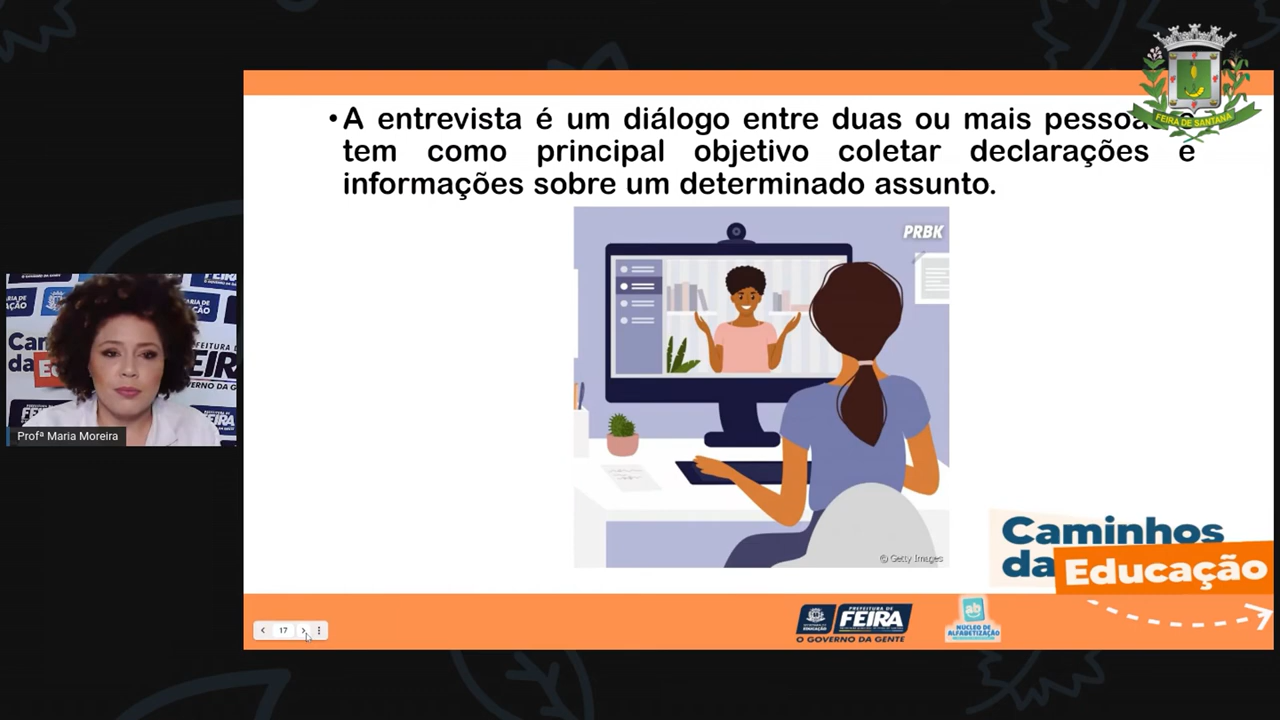 FEIRA DE SANTANA
• A entrevista é um diálogo entre duas ou mais pessoas e
tem como principal objetivo coletar declarações e
informações sobre um determinado assunto.
PRBK
© Getty Images
Profª Maria Moreira
Caminhos
da Educação
17
PREFEITURA DE
FEIRA
O GOVERNO DA GENTE
EDUCAÇÃO
ab
NÚCLEO DE
ALFABETIZAÇÃO